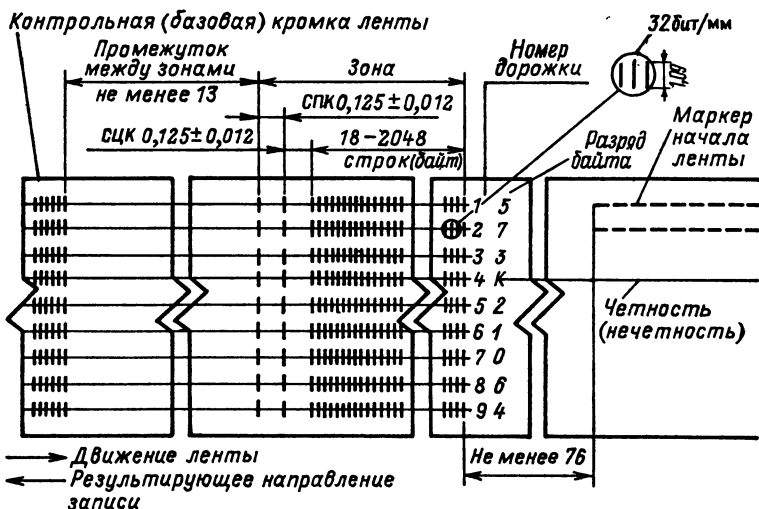 Контрольная (базовая) кромка ленты
Промежуток
между зонами
не менее 13
Зона
Номер
дорожки
32бит/мм
1,09
СПК 0,125±0,012
СЦК 0,125±0,012
18-2048
строк(байт)
Разряд
байта
Маркер
начала
ленты
1 5
2 7
3 3
4 К
5 2
6 1
7 0
8 6
9 4
Четность
(нечетность)
Движение ленты
Результирующее направление
записи
Не менее 76